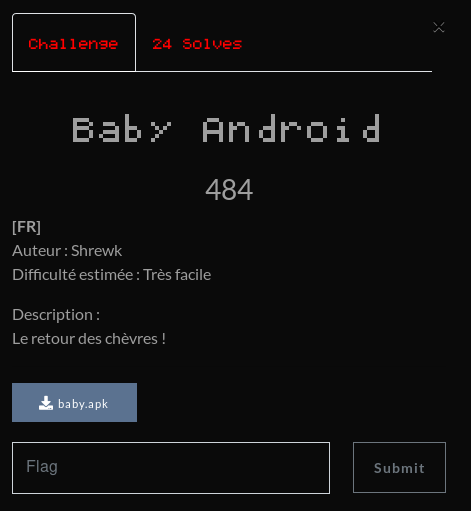 Challenge
24 Solves
×
Baby Android
484
[FR]
Auteur : Shrewk
Difficulté estimée : Très facile
Description :
Le retour des chèvres !
baby.apk
Flag
Submit